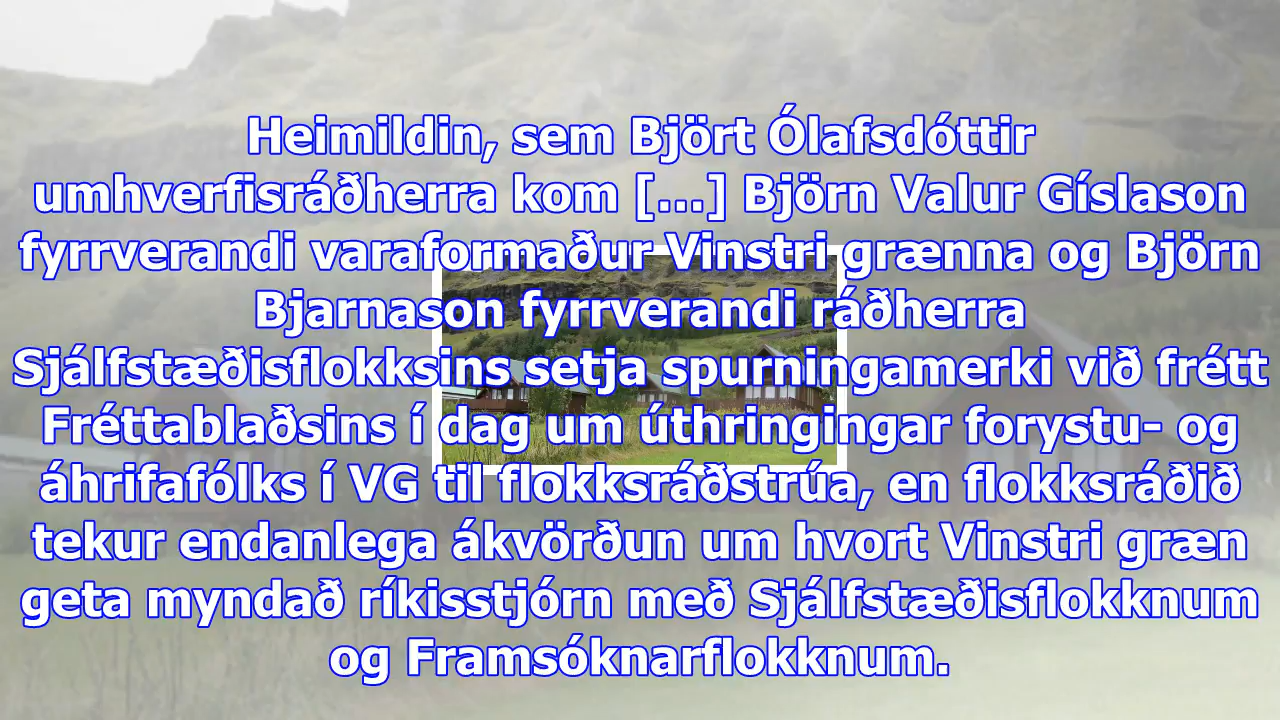 Heimildin, sem Björt Ólafsdóttir
umhverfisráðherra kom [...] Björn Valur Gíslason
fyrrverandi varaformaður Vinstri grænna og Björn
Bjarnason fyrrverandi ráðherra
Sjálfstæðisflokksins setja spurningamerki við frétt
Fréttablaðsins í dag um úthringingar forystu- og
áhrifafólks í VG til flokksráðstrúa, en flokksráðið
tekur endanlega ákvörðun um hvort Vinstri græn
geta myndað ríkisstjórn með Sjálfstæðisflokknum
og Framsóknarflokknum.